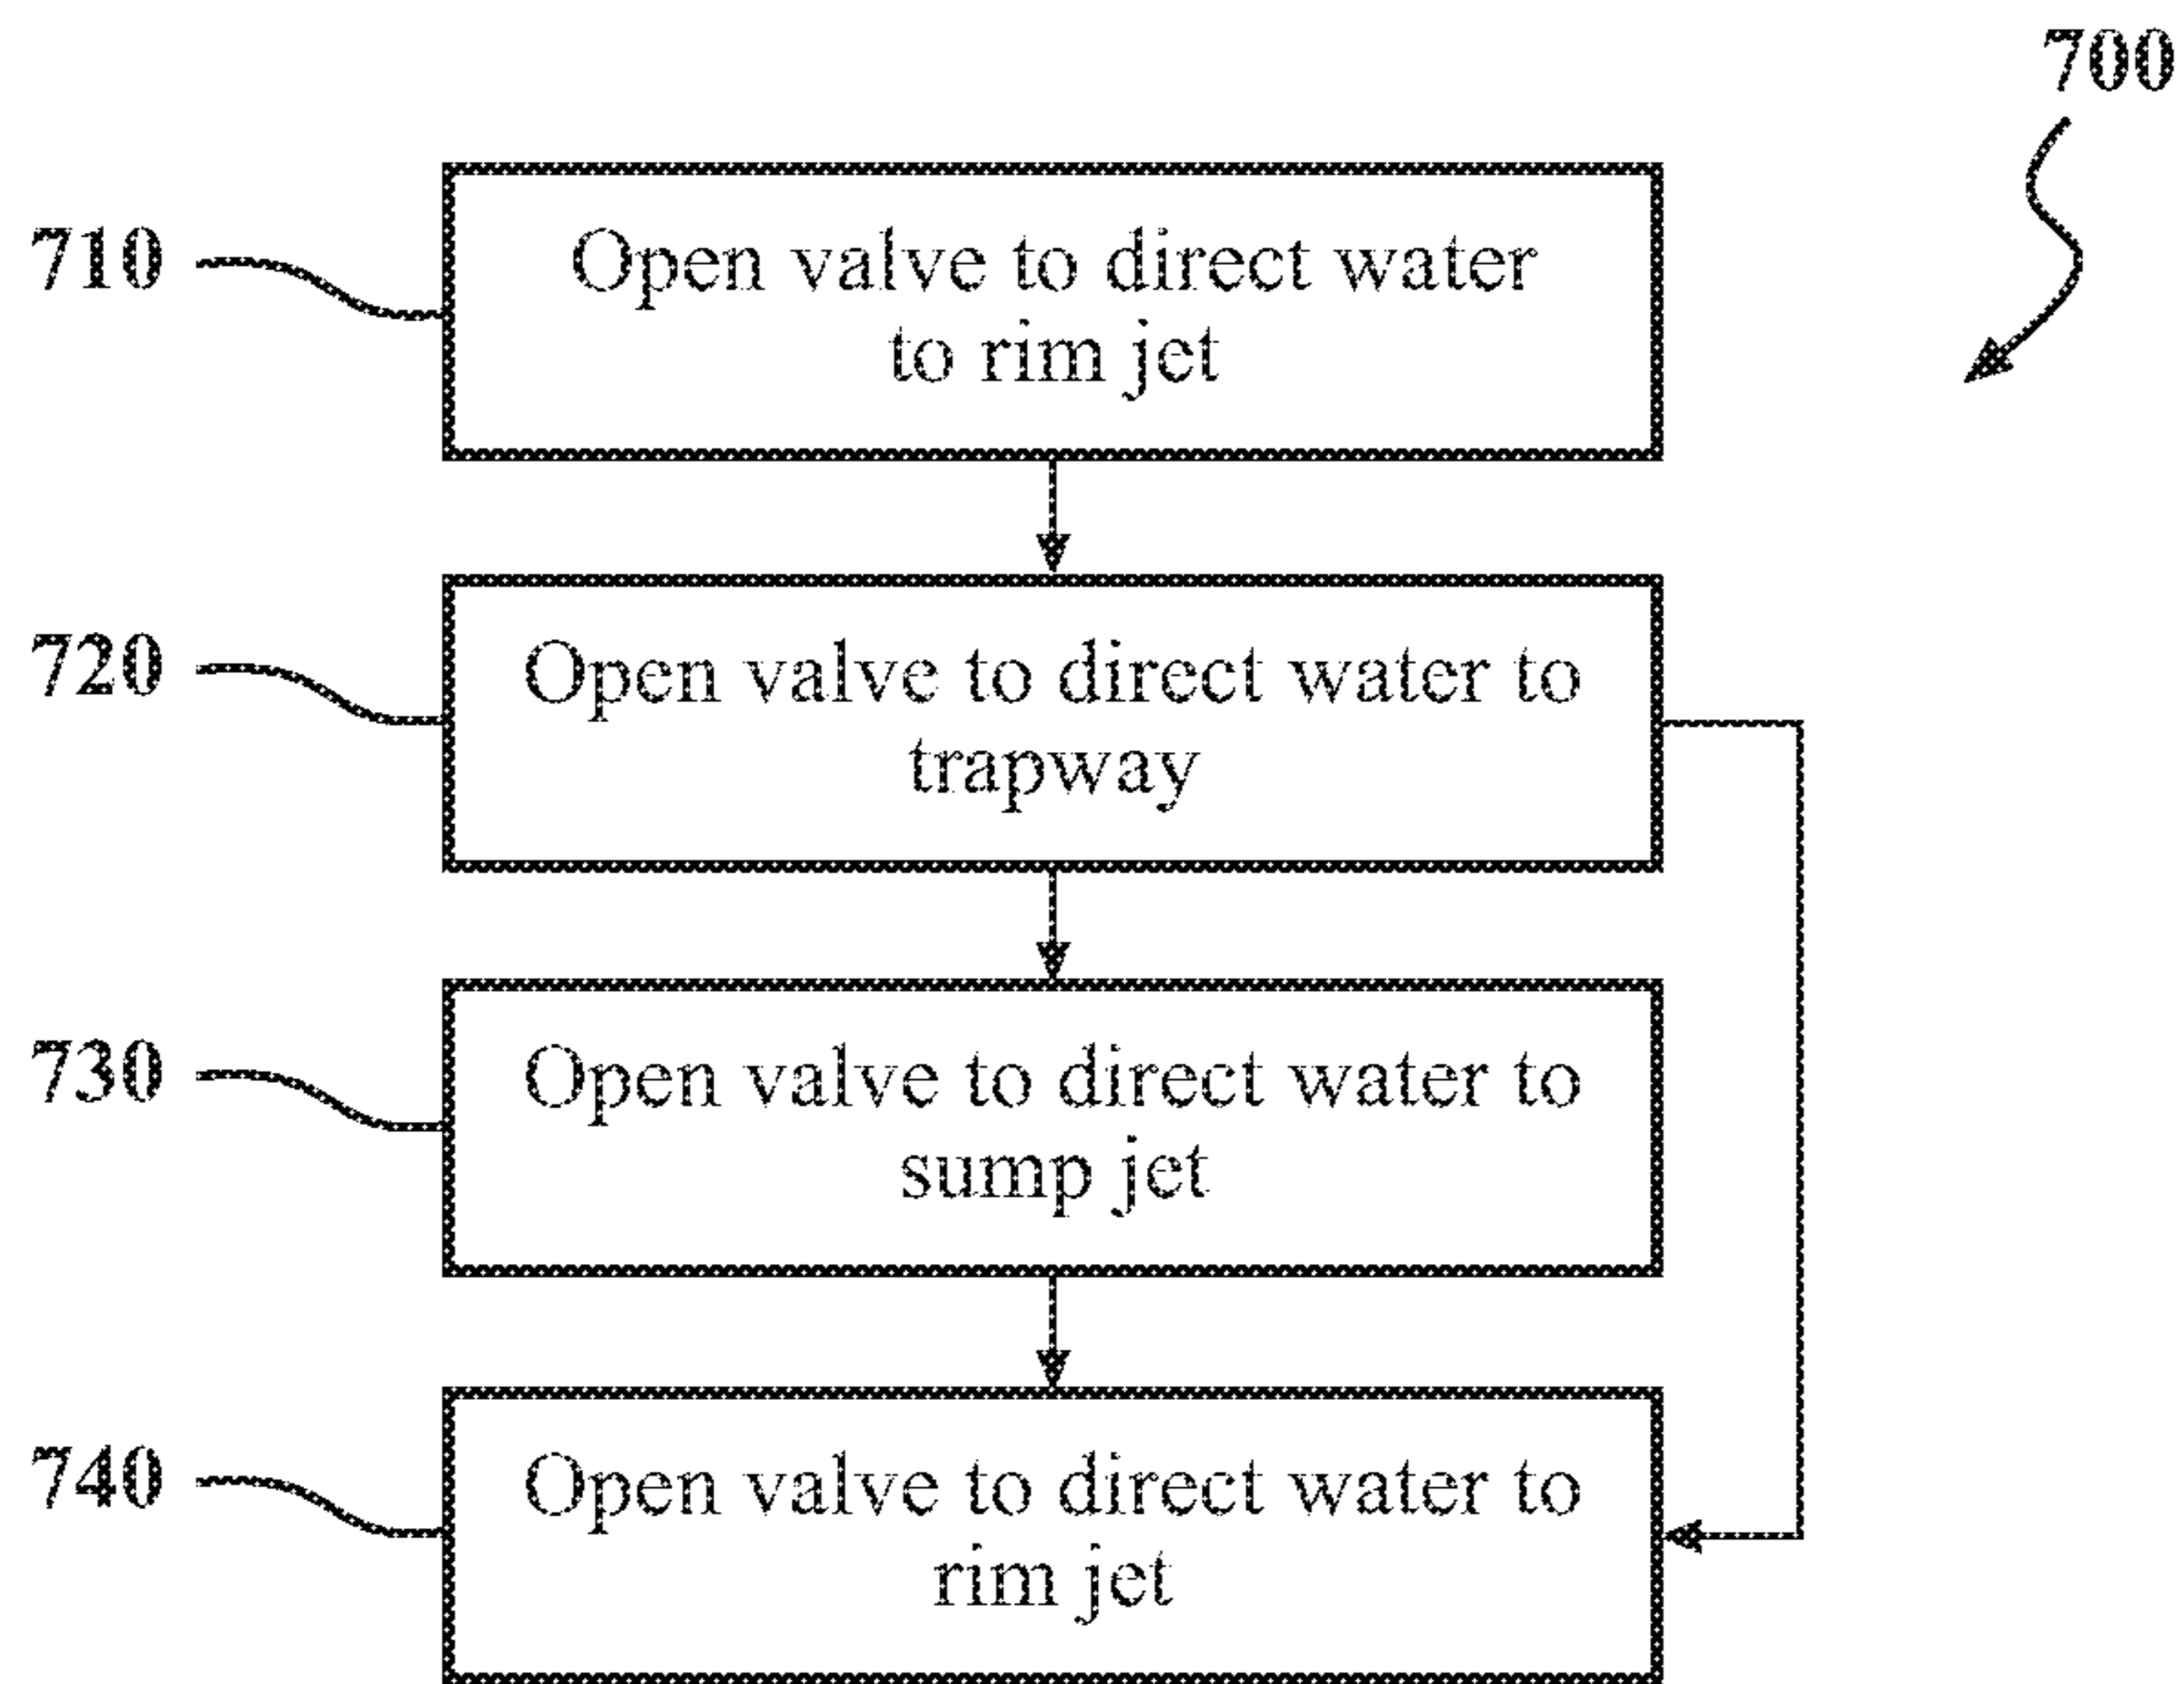 700
710
Open valve to direct water
to rim jet
720
Open valve to direct water to
trapway
730
Open valve to direct water to
sump jet
740
Open valve to direct water to
rim jet